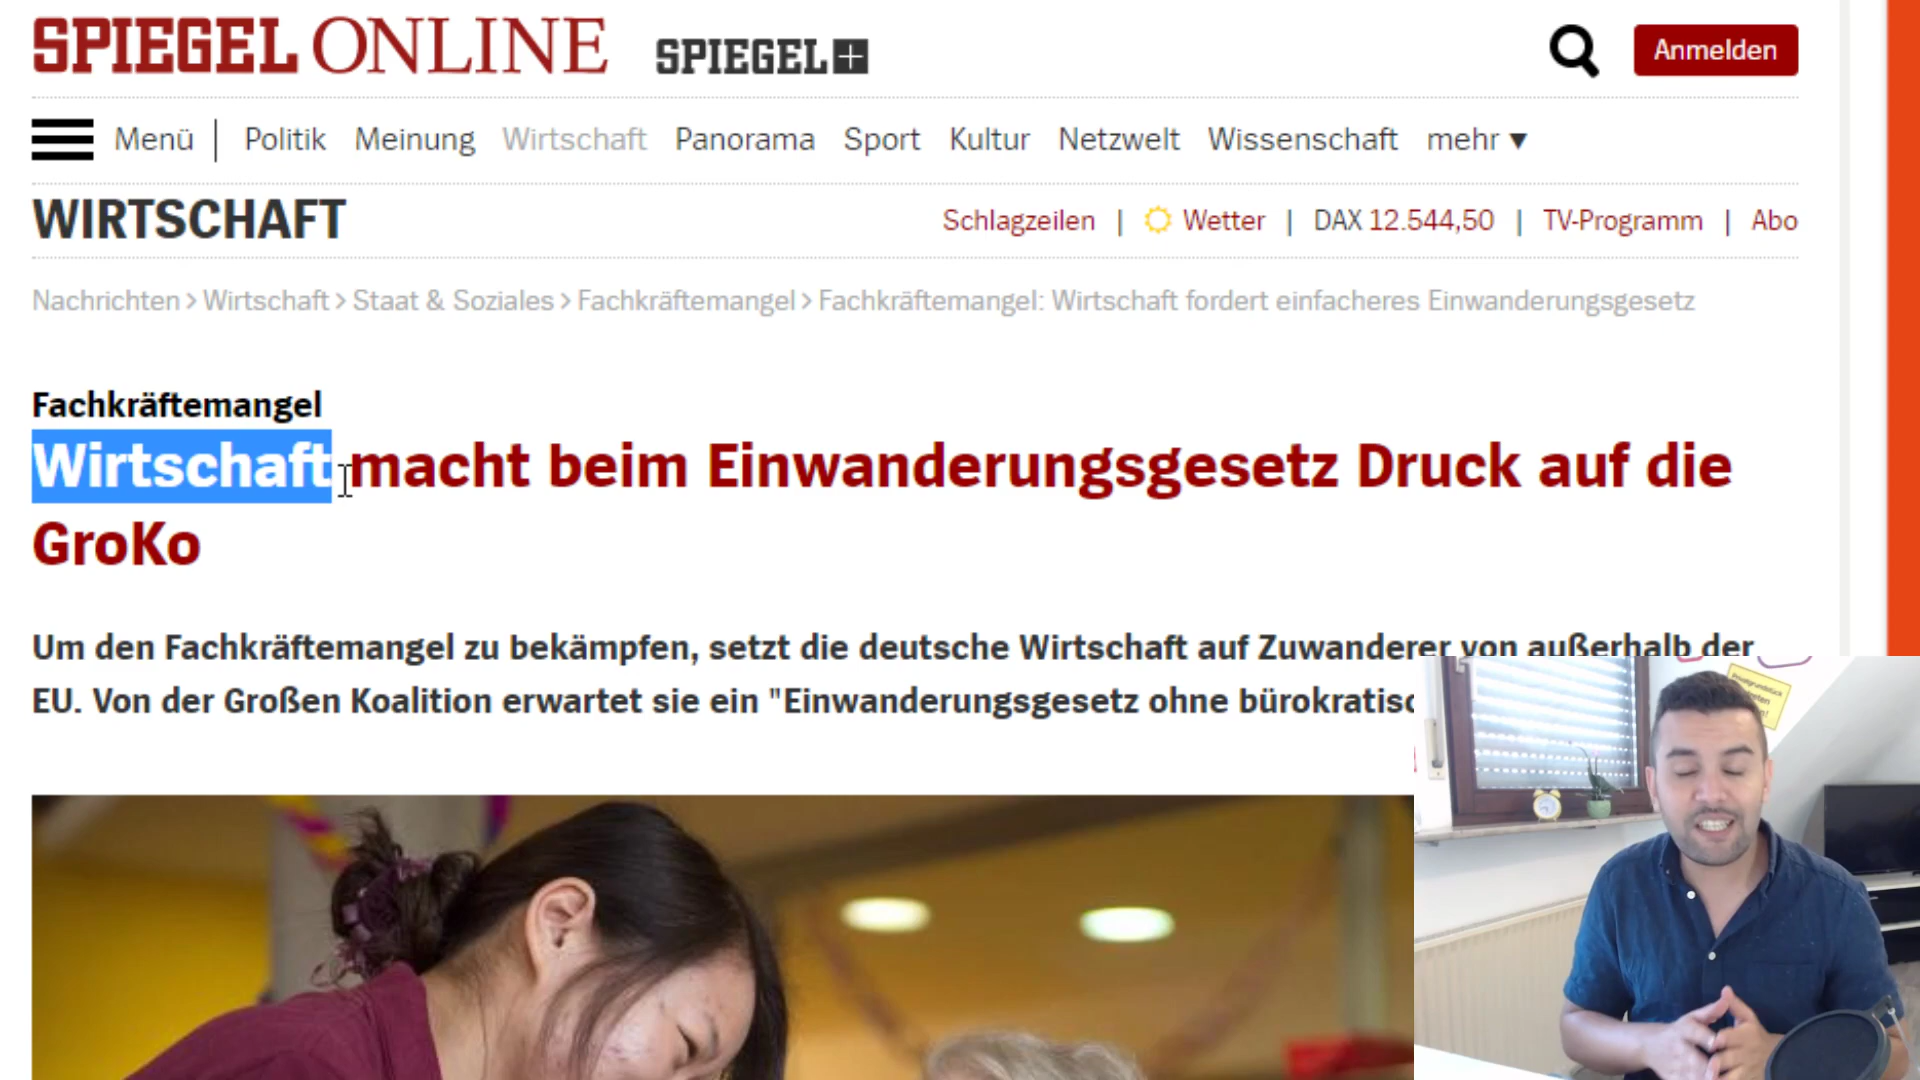 SPIEGEL ONLINE SPIEGEL+ Anmelden
Menü | Politik Meinung Wirtschaft Panorama Sport Kultur Netzwelt Wissenschaft mehr ▼
WIRTSCHAFT Schlagzeilen | Wetter | DAX 12.544,50 | TV-Programm | Abo
Nachrichten > Wirtschaft > Staat & Soziales > Fachkräftemangel > Fachkräftemangel: Wirtschaft fordert einfacheres Einwanderungsgesetz
Fachkräftemangel
Wirtschaft macht beim Einwanderungsgesetz Druck auf die
GroKo
Um den Fachkräftemangel zu bekämpfen, setzt die deutsche Wirtschaft auf Zuwanderer von außerhalb der
EU. Von der Großen Koalition erwartet sie ein "Einwanderungsgesetz ohne bürokratisc